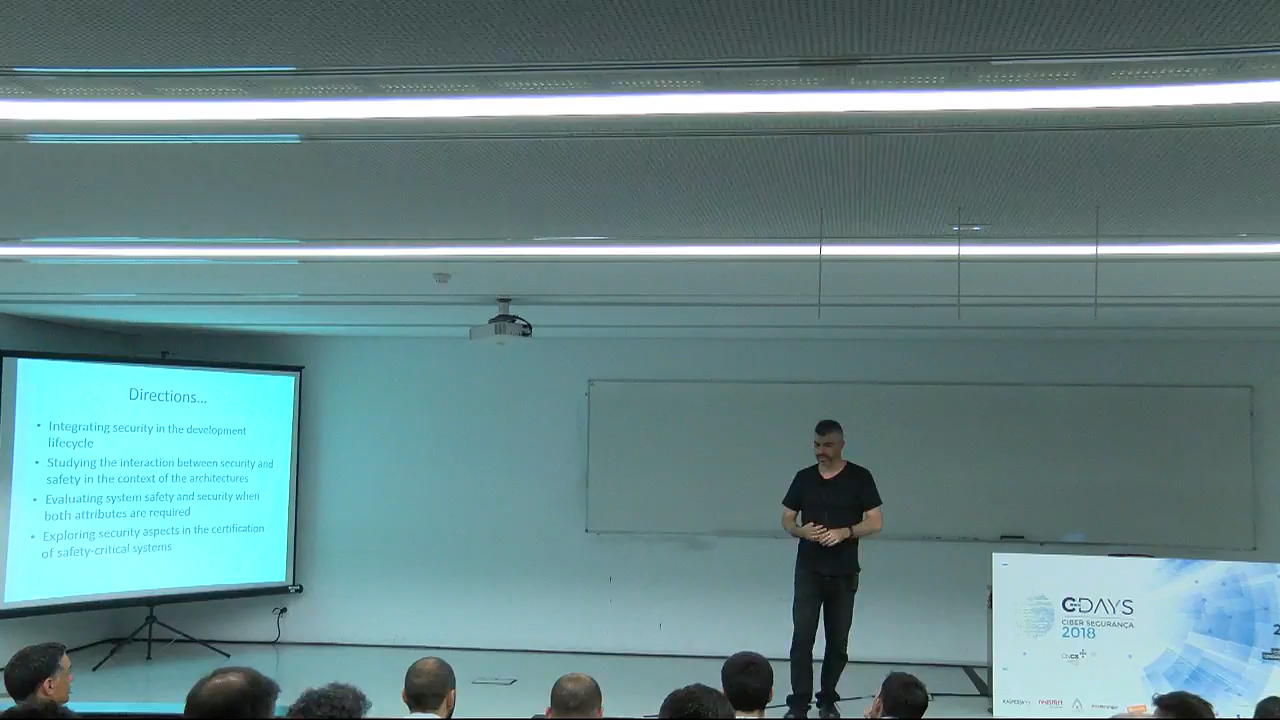 Directions...
• Integrating security in the development
lifecycle
• Studying the interaction between security and
safety in the context of the architectures
• Evaluating system safety and security when
both attributes are required
• Exploring security aspects in the certification
of safety-critical systems
C-DAYS
CIBER SEGURANÇA
2018
CNCS